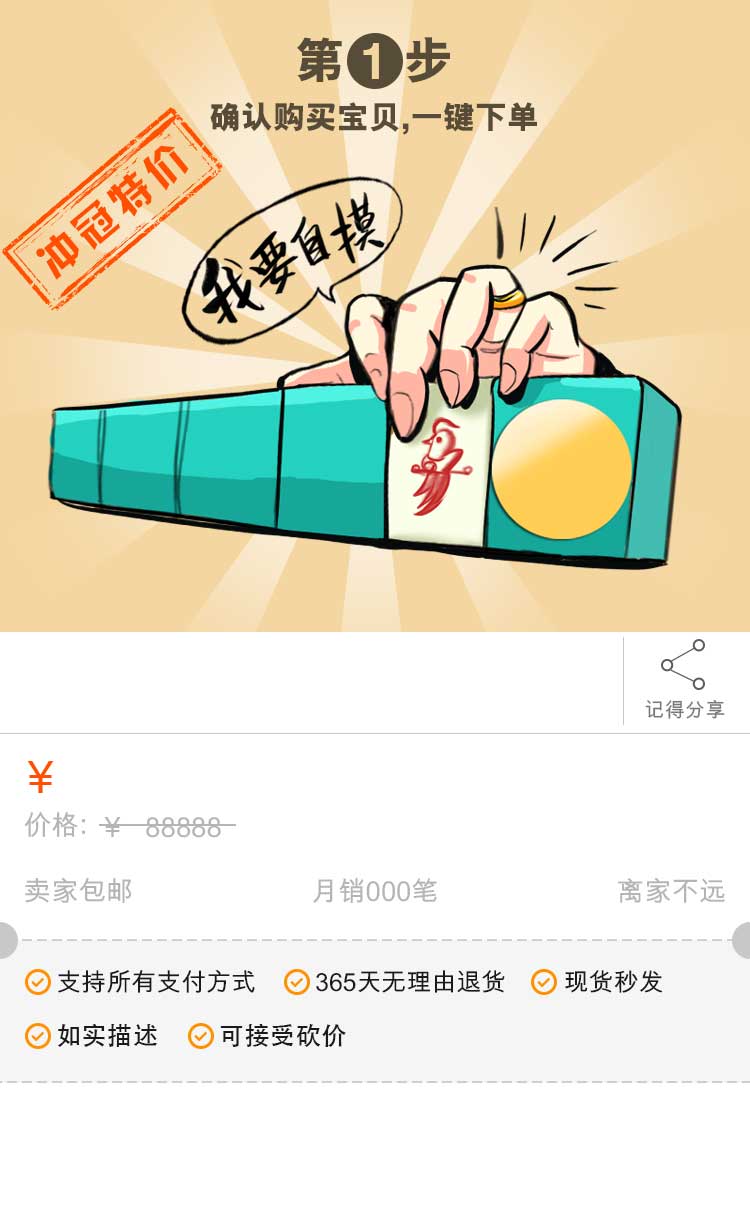 第1步
确认购买宝贝,一键下单
冲冠特价
我要自摸
记得分享
¥
价格: ¥ 88888
卖家包邮 月销000笔 离家不远
支持所有支付方式 365天无理由退货 现货秒发
如实描述 可接受砍价